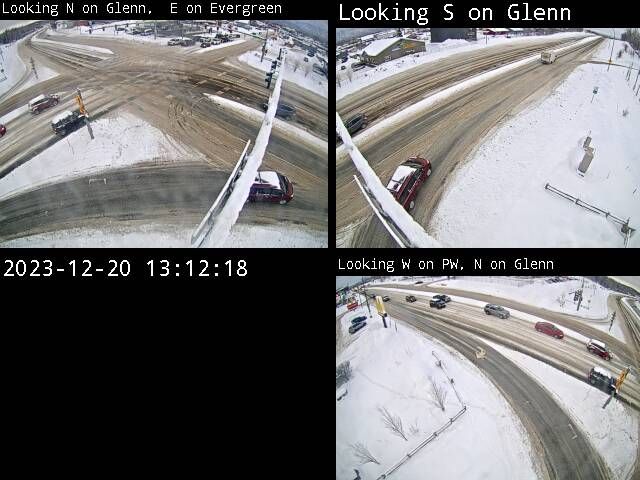 Looking N on Glenn,  E on Evergreen
Looking S on Glenn
2023-12-20 13:12:18
Looking W on PW, N on Glenn